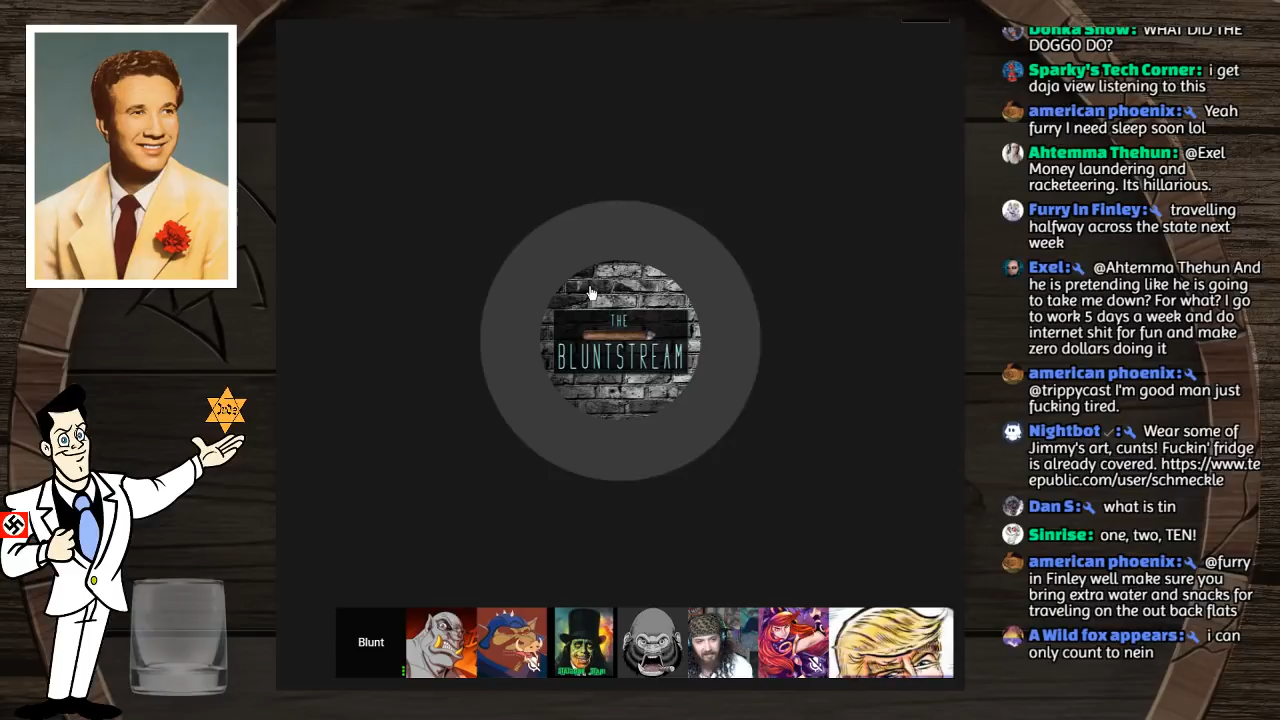 Donka Show: WHAT DID THE
DOGGO DO?
Sparky's Tech Corner: i get
daja view listening to this
american phoenix: Yeah
furry I need sleep soon lol
Ahtemma Thehun: @Exel
Money laundering and
racketeering. Its hillarious.
Furry In Finley: travelling
halfway across the state next
week
Exel: @Ahtemma Thehun And
he is pretending like he is going
to take me down? For what? I go
to work 5 days a week and do
internet shit for fun and make
zero dollars doing it
american phoenix:
@trippycast I'm good man just
fucking tired.
Nightbot: Wear some of
Jimmy's art, cunts! Fuckin' fridge
is already covered. https://www.te
epublic.com/user/schmeckle
Dan S: what is tin
Sinrise: one, two, TEN!
american phoenix: @furry
in Finley well make sure you
bring extra water and snacks for
traveling on the out back flats
A Wild fox appears: i can
only count to nein
THE
BLUNTSTREAM
Jude
Blunt